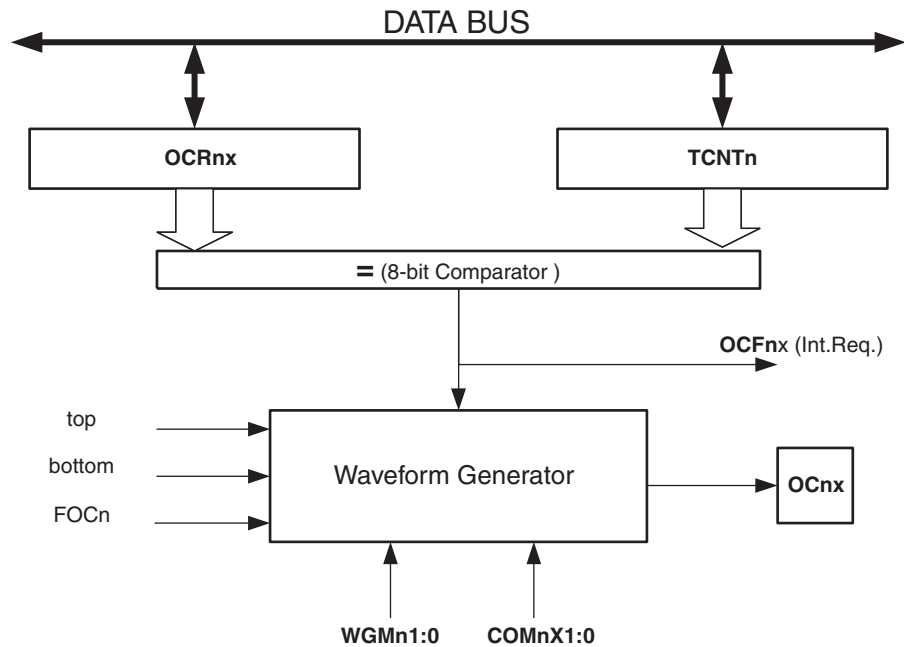 DATA BUS
OCRnx
TCNTn
= (8-bit Comparator )
OCFnx (Int.Req.)
top
bottom
FOCn
Waveform Generator
OCnx
WGMn1:0
COMnX1:0